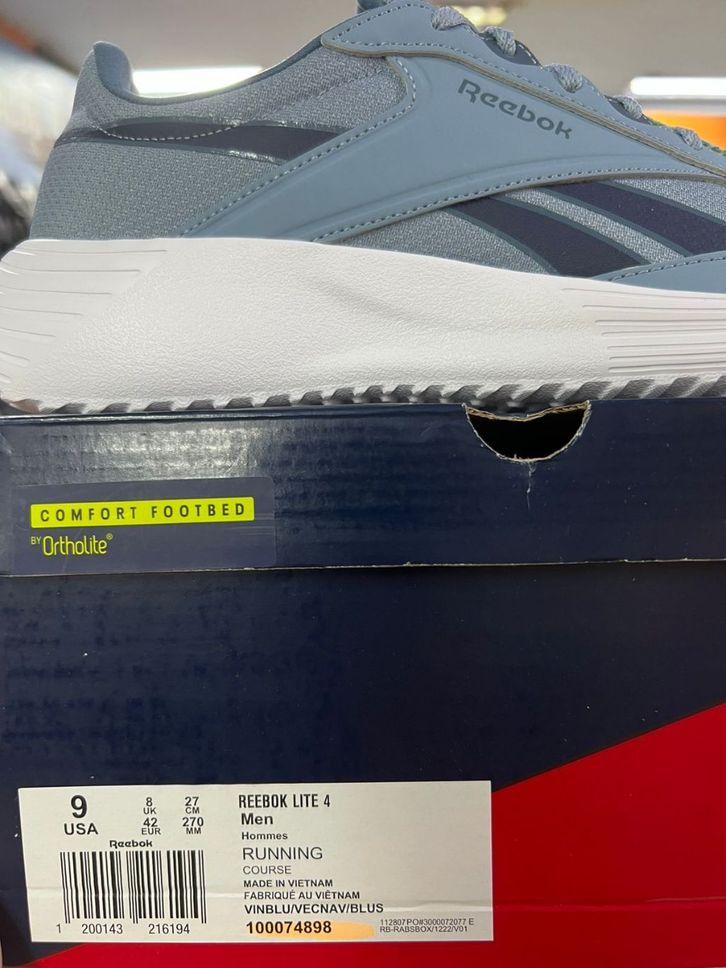 Reebok
COMFORT FOOTBED
BY Ortholite®
9 USA
8 UK
27 CM
42 EUR
270 MM
Reebok
1 200143 216194
REEBOK LITE 4
Men
Hommes
RUNNING
COURSE
MADE IN VIETNAM
FABRIQUÉ AU VIÊTNAM
VINBLU/VECNAV/BLUS
100074898
112807PO#3000072077 E
RB-RABSBOX/1222/V01